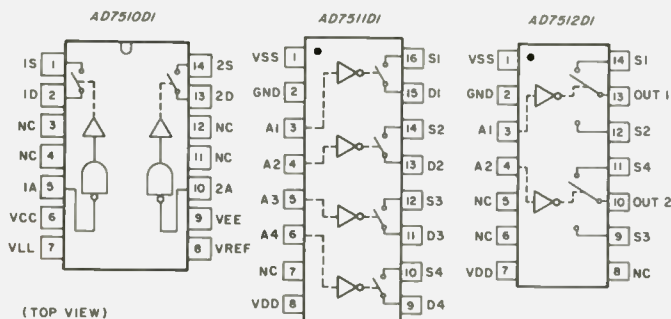 AD7510DI
1S 1
1D 2
NC 3
NC 4
1A 5
VCC 6
VLL 7
14 2S
13 2D
12 NC
11 NC
10 2A
9 VEE
8 VREF
(TOP VIEW)
AD7511DI
VSS 1
GND 2
A1 3
A2 4
A3 5
A4 6
NC 7
VDD 8
16 S1
15 D1
14 S2
13 D2
12 S3
11 D3
10 S4
9 D4
AD7512DI
VSS 1
GND 2
A1 3
A2 4
NC 5
NC 6
VDD 7
14 S1
13 OUT 1
12 S2
11 S4
10 OUT 2
9 S3
8 NC